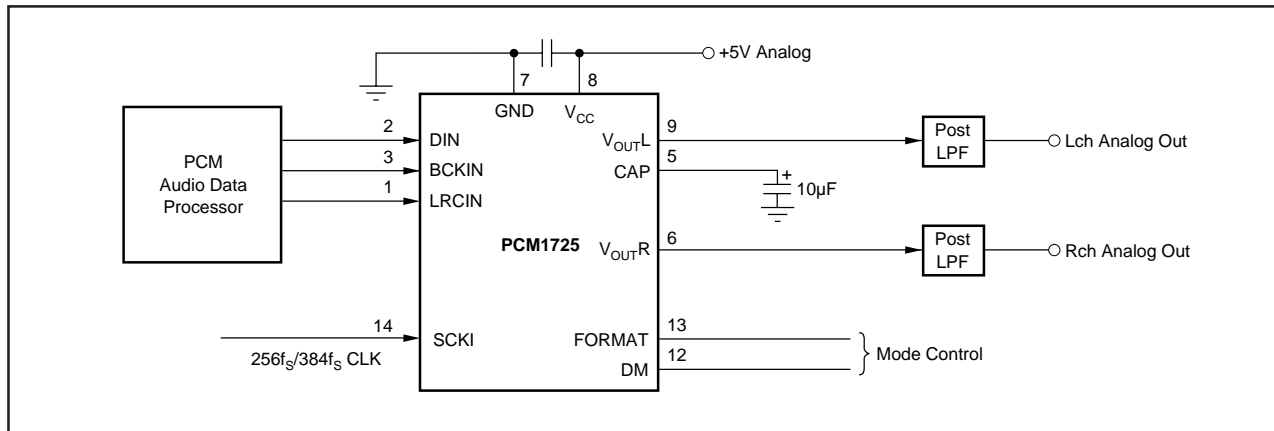 +5V Analog
7
8
GND
VCC
PCM
Audio Data
Processor
2
DIN
3
BCKIN
1
LRCIN
VOUTL
9
Post
LPF
Lch Analog Out
CAP
5
+
10µF
PCM1725
VOUTR
6
Post
LPF
Rch Analog Out
14
SCKI
256fS/384fS CLK
FORMAT
13
DM
12
Mode Control